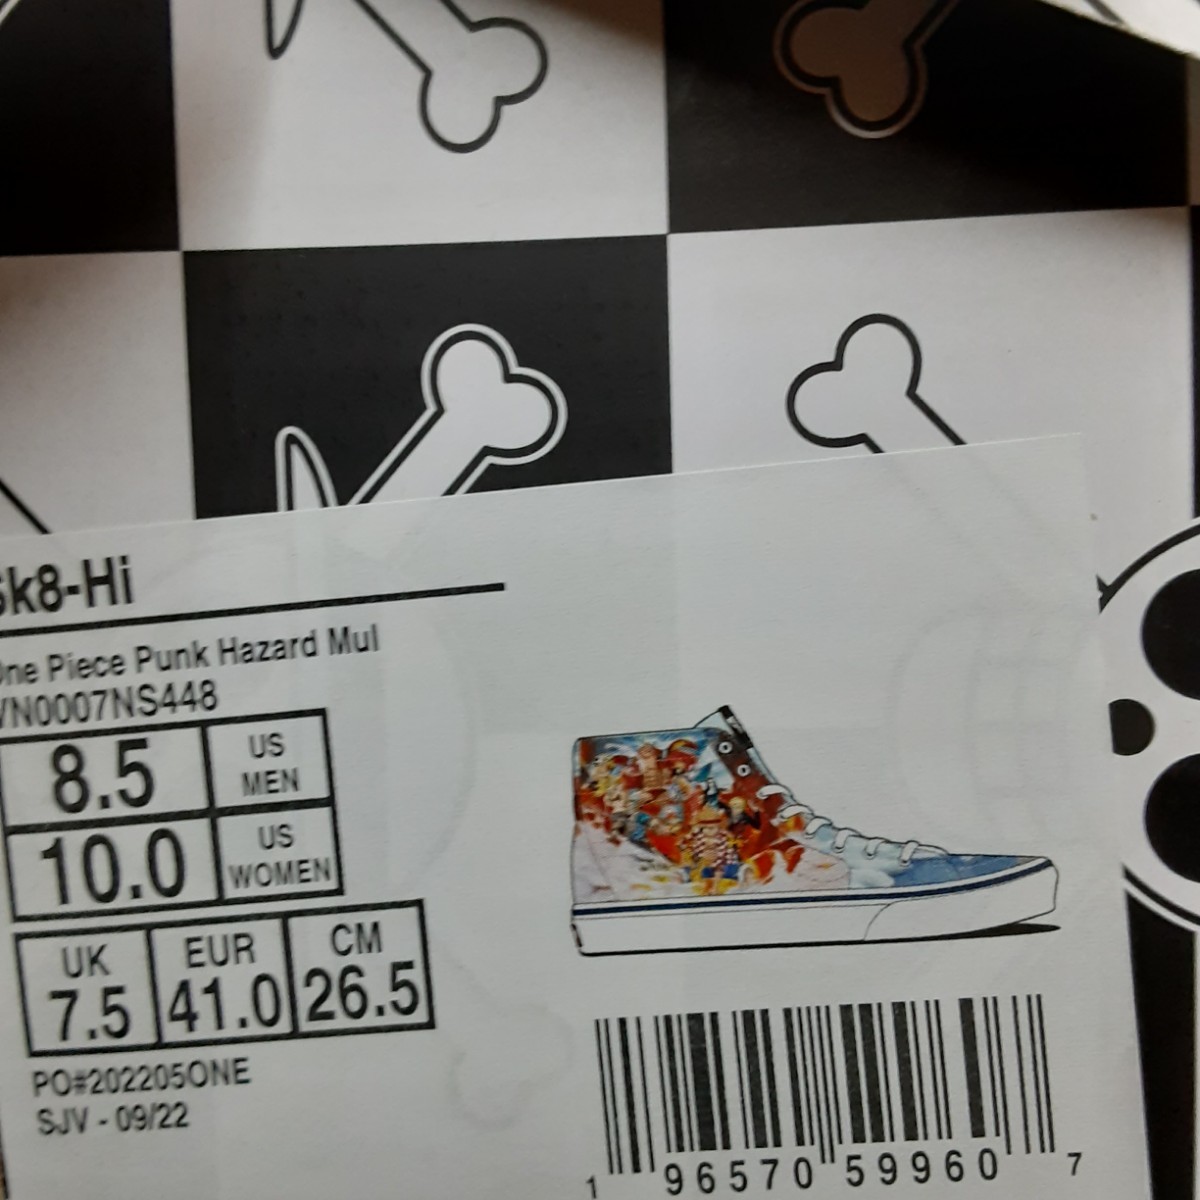 Sk8-Hi
One Piece Punk Hazard Mul
VN0007NS448
8.5 US MEN
10.0 US WOMEN
UK EUR CM
7.5 41.0 26.5
PO#202205ONE
SJV - 09/22
1 96570 59960 7